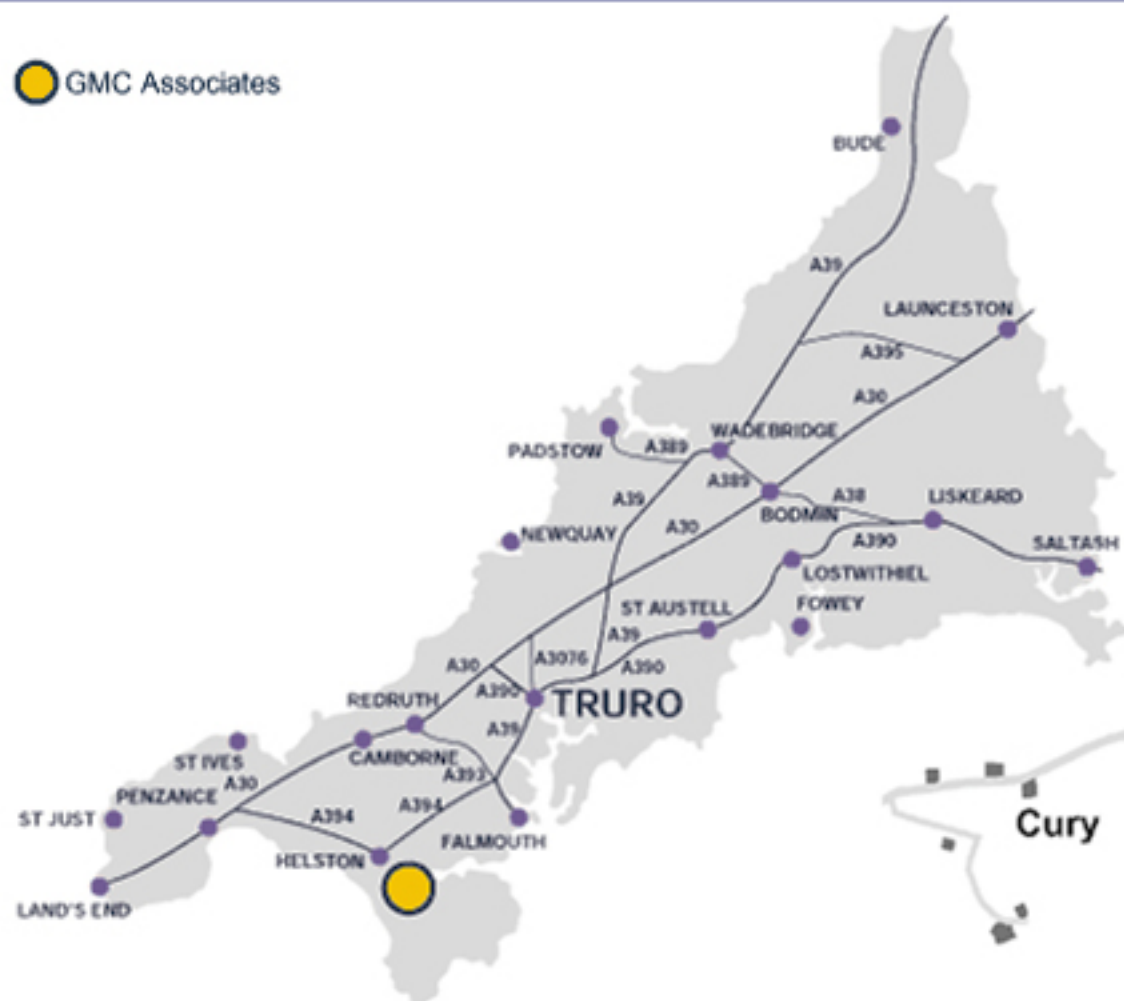 GMC Associates
BUDE
A39
LAUNCESTON
A395
A30
WADEBRIDGE
PADSTOW
A389
A389
A39
A38
LISKEARD
BODMIN
A30
NEWQUAY
A390
SALTASH
LOSTWITHIEL
ST AUSTELL
FOWEY
A39
A3076
A390
A30
A390
REDRUTH
TRURO
A39
ST IVES
CAMBORNE
A393
A30
PENZANCE
A394
A394
ST JUST
FALMOUTH
HELSTON
LAND'S END
Cury